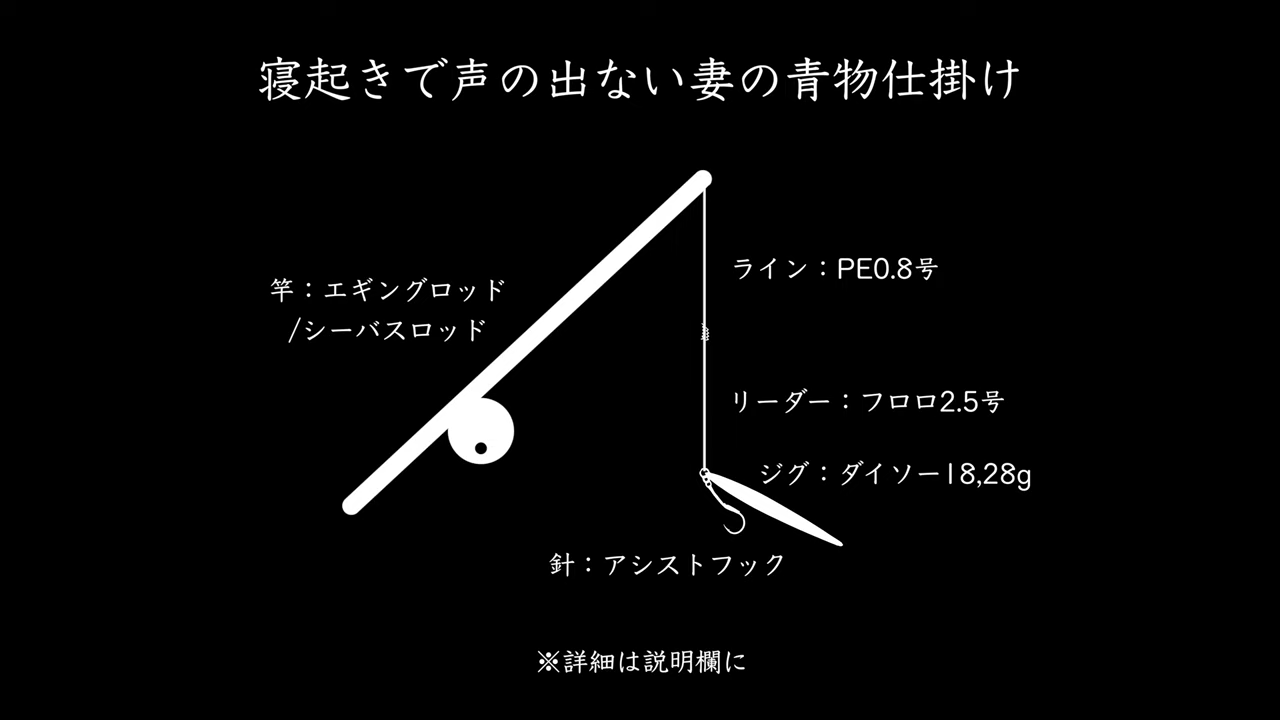 寝起きで声の出ない妻の青物仕掛け
竿：エギングロッド
/シーバスロッド
ライン：PE0.8号
リーダー：フロロ2.5号
ジグ：ダイソー18,28g
針：アシストフック
※詳細は説明欄に